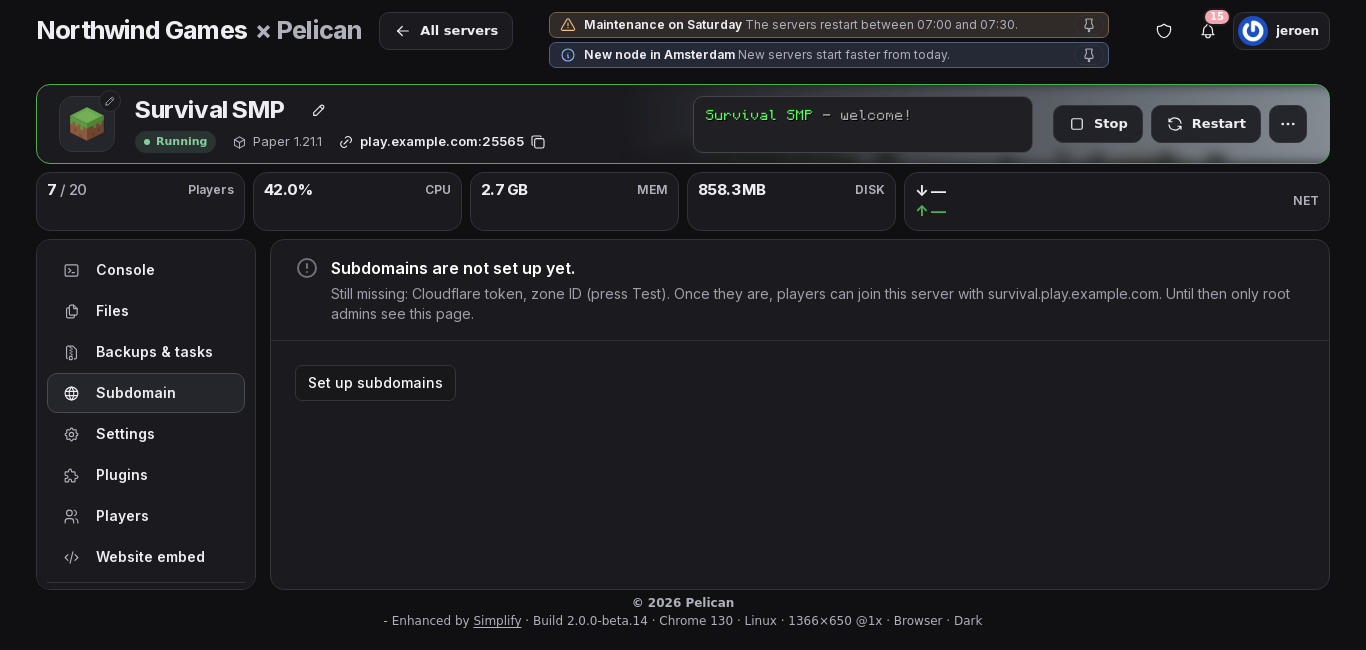 Northwind Games × Pelican
All servers
Maintenance on Saturday The servers restart between 07:00 and 07:30.
New node in Amsterdam New servers start faster from today.
15
jeroen
Survival SMP
Running
Paper 1.21.1
play.example.com:25565
Survival SMP - welcome!
Stop
Restart
7 / 20
Players
42.0%
CPU
2.7 GB
MEM
858.3 MB
DISK
↓ —
↑ —
NET
Console
Files
Backups & tasks
Subdomain
Settings
Plugins
Players
Website embed
Subdomains are not set up yet.
Still missing: Cloudflare token, zone ID (press Test). Once they are, players can join this server with survival.play.example.com. Until then only root
admins see this page.
Set up subdomains
© 2026 Pelican
- Enhanced by Simplify · Build 2.0.0-beta.14 · Chrome 130 · Linux · 1366×650 @1x · Browser · Dark